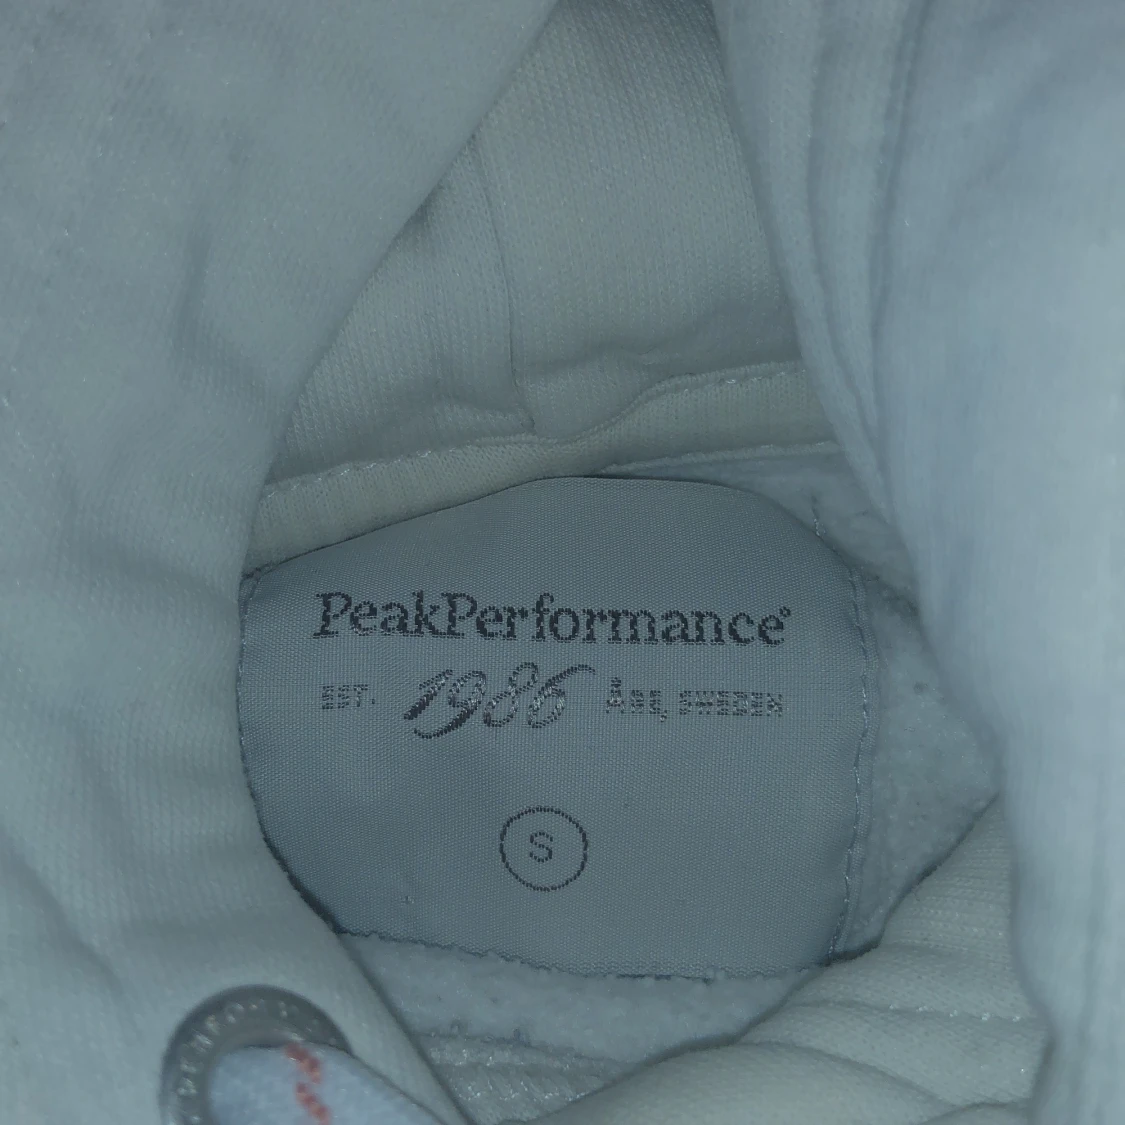 PeakPerformance®
EST. 1986 ÅRE, SWEDEN
S